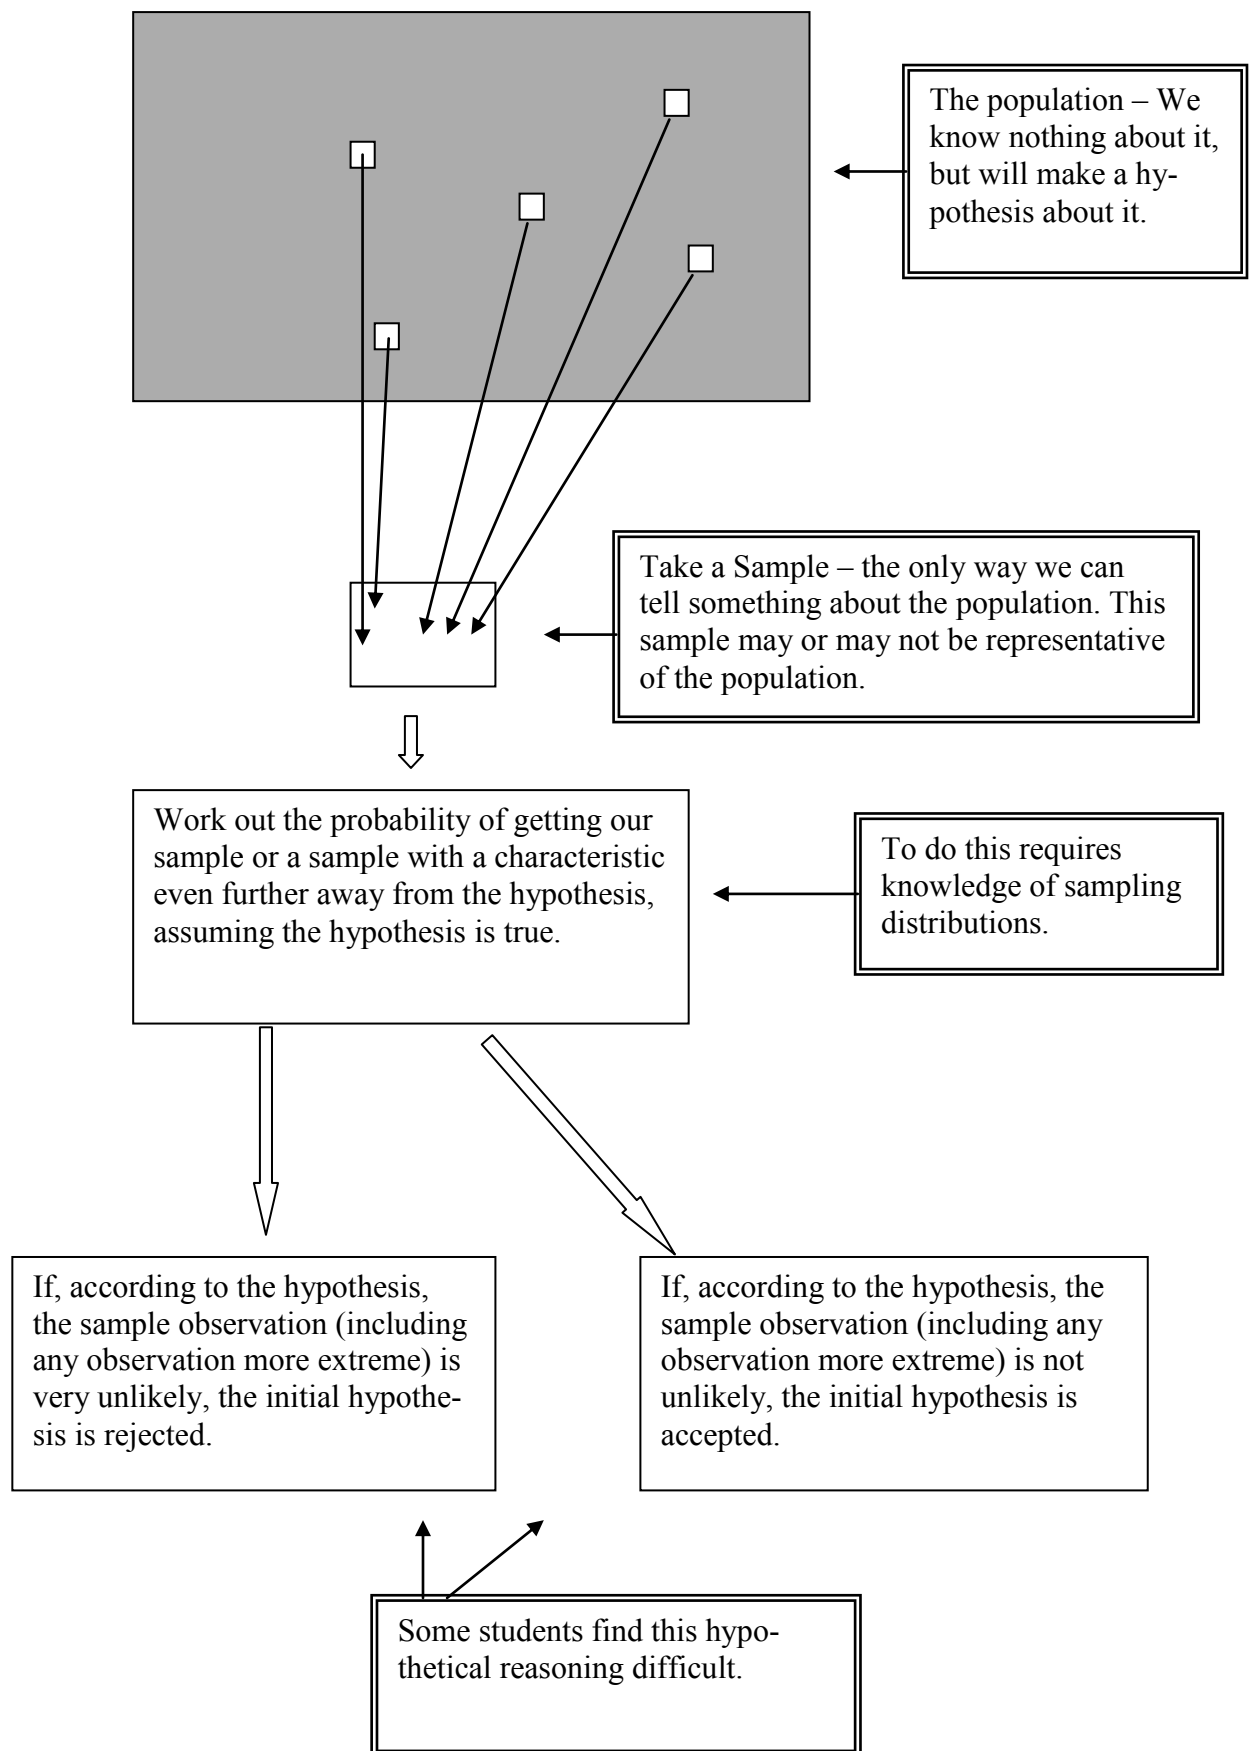 The population – We
know nothing about it,
but will make a hy-
pothesis about it.
Take a Sample – the only way we can
tell something about the population. This
sample may or may not be representative
of the population.
Work out the probability of getting our
sample or a sample with a characteristic
even further away from the hypothesis,
assuming the hypothesis is true.
To do this requires
knowledge of sampling
distributions.
If, according to the hypothesis,
the sample observation (including
any observation more extreme) is
very unlikely, the initial hypothe-
sis is rejected.
If, according to the hypothesis, the
sample observation (including any
observation more extreme) is not
unlikely, the initial hypothesis is
accepted.
Some students find this hypo-
thetical reasoning difficult.